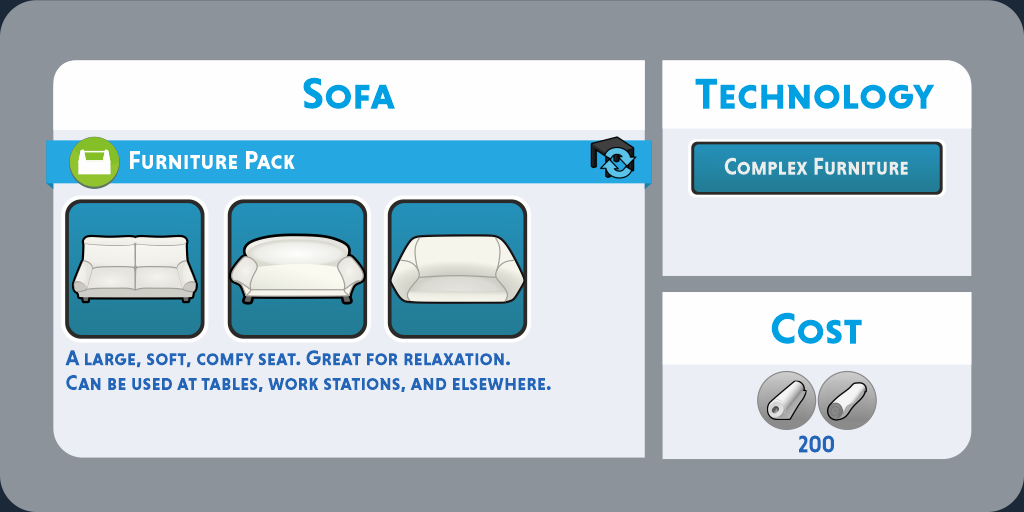 Sofa
Furniture Pack
A large, soft, comfy seat. Great for relaxation.
Can be used at tables, work stations, and elsewhere.
Technology
Complex Furniture
Cost
200